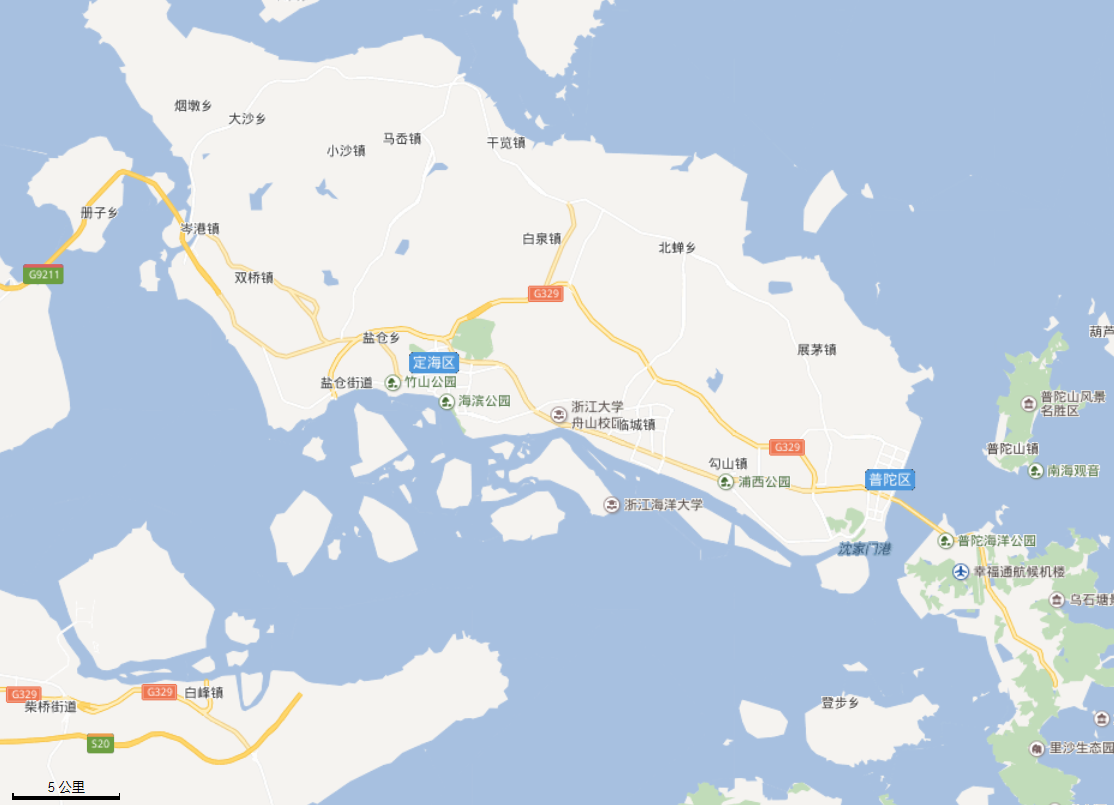 烟墩乡
大沙乡
马岙镇
小沙镇
干览镇
册子乡
岑港镇
白泉镇
北蝉乡
G9211
双桥镇
G329
盐仓乡
葫芦
展茅镇
定海区
盐仓街道
竹山公园
海滨公园
普陀山风景
名胜区
浙江大学
舟山校区
临城镇
G329
普陀山镇
勾山镇
南海观音
浦西公园
普陀区
浙江海洋大学
沈家门港
普陀海洋公园
幸福通航候机楼
乌石塘景
G329
G329
白峰镇
柴桥街道
登步乡
S20
里沙生态园
5 公里